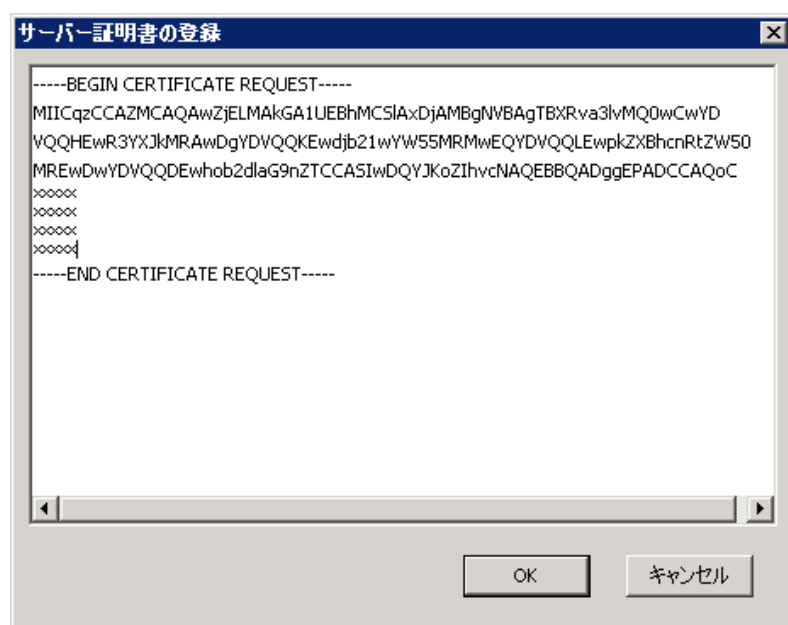 サーバー証明書の登録
-----BEGIN CERTIFICATE REQUEST-----
MIICqzCCAZMCAQAwZjELMAkGA1UEBhMCSlAxDjAMBgNVBAgTBXRva3lvMQ0wCwYD
VQQHEwR3YXJkMRAwDgYDVQQKEwdjb21wYW55MRMwEQYDVQQLEwpkZXBhcnRtZW50
MREwDwYDVQQDEwhob2dlaG9nZTCCASIwDQYJKoZIhvcNAQEBBQADggEPADCCAQoC
xxxxx
xxxxx
xxxxx
xxxxx
-----END CERTIFICATE REQUEST-----
OK
キャンセル